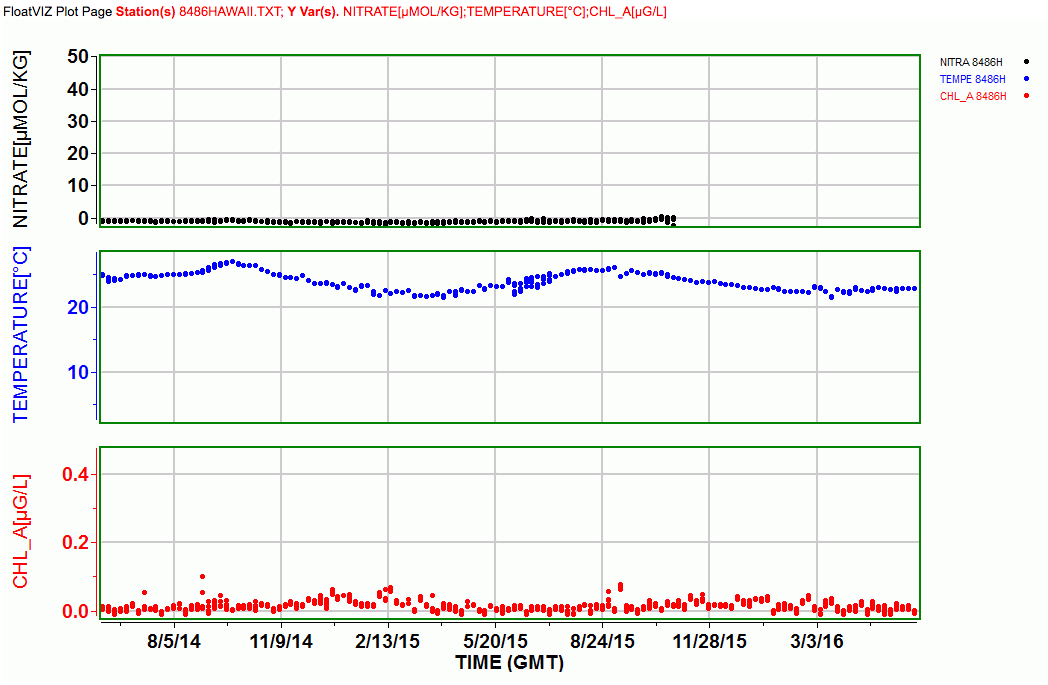 FloatVIZ Plot Page Station(s) 8486HAWAII.TXT; Y Var(s). NITRATE[µMOL/KG];TEMPERATURE[°C];CHL_A[µG/L]
NITRATE[µMOL/KG]
50
40
30
20
10
0
NITRA 8486H
TEMPE 8486H
CHL_A 8486H
TEMPERATURE[°C]
20
10
CHL_A[µG/L]
0.4
0.2
0.0
8/5/14 11/9/14 2/13/15 5/20/15 8/24/15 11/28/15 3/3/16
TIME (GMT)